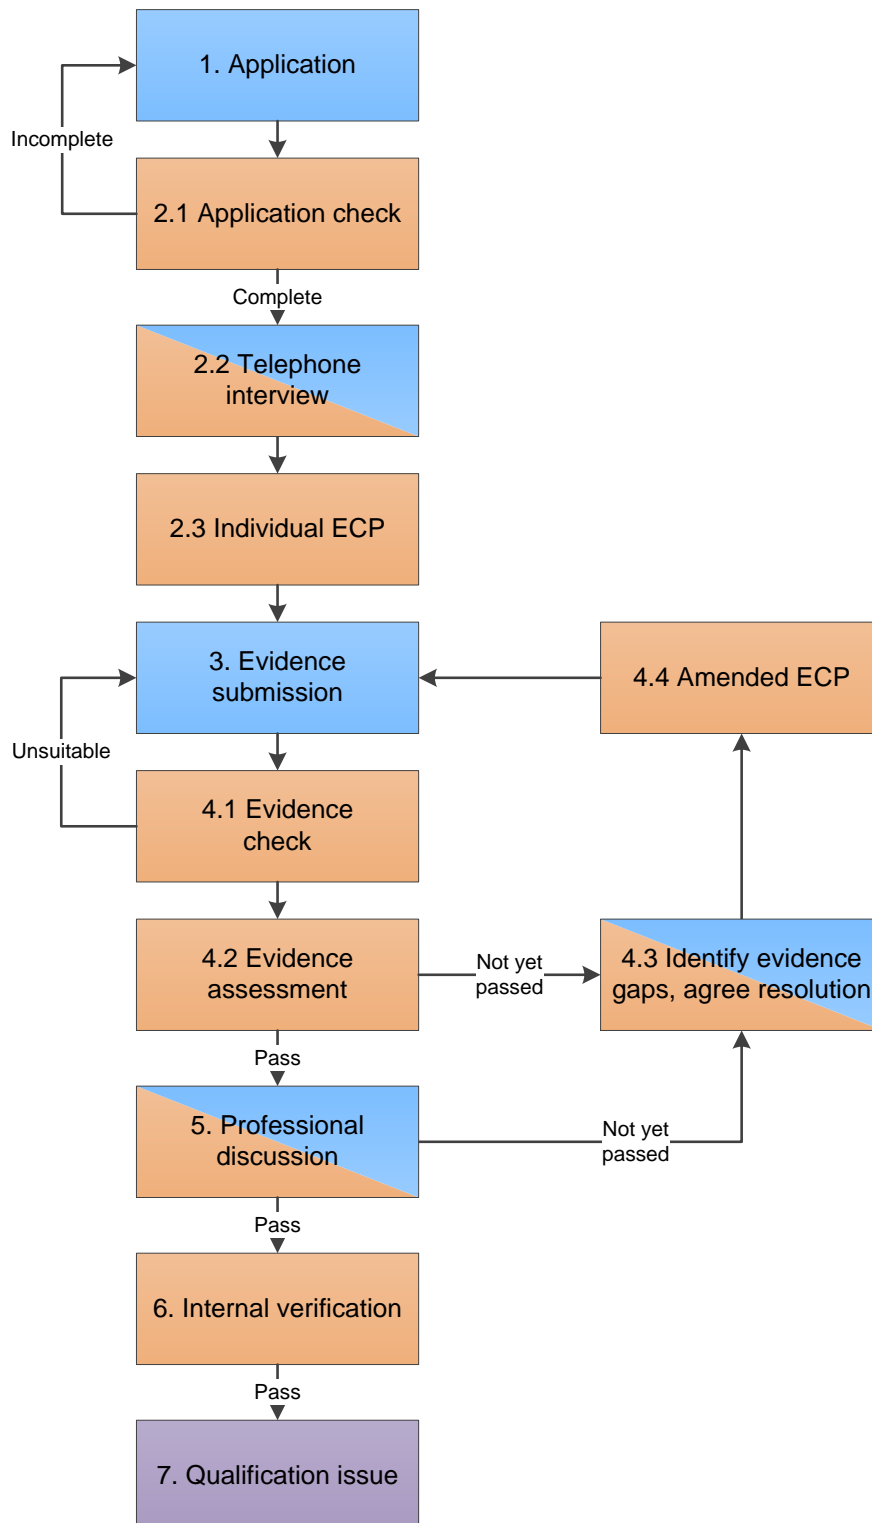 1. Application
Incomplete
2.1 Application check
Complete
2.2 Telephone
interview
2.3 Individual ECP
3. Evidence
submission
4.4 Amended ECP
Unsuitable
4.1 Evidence
check
4.2 Evidence
assessment
Not yet
passed
4.3 Identify evidence
gaps, agree resolution
Pass
5. Professional
discussion
Not yet
passed
Pass
6. Internal verification
Pass
7. Qualification issue